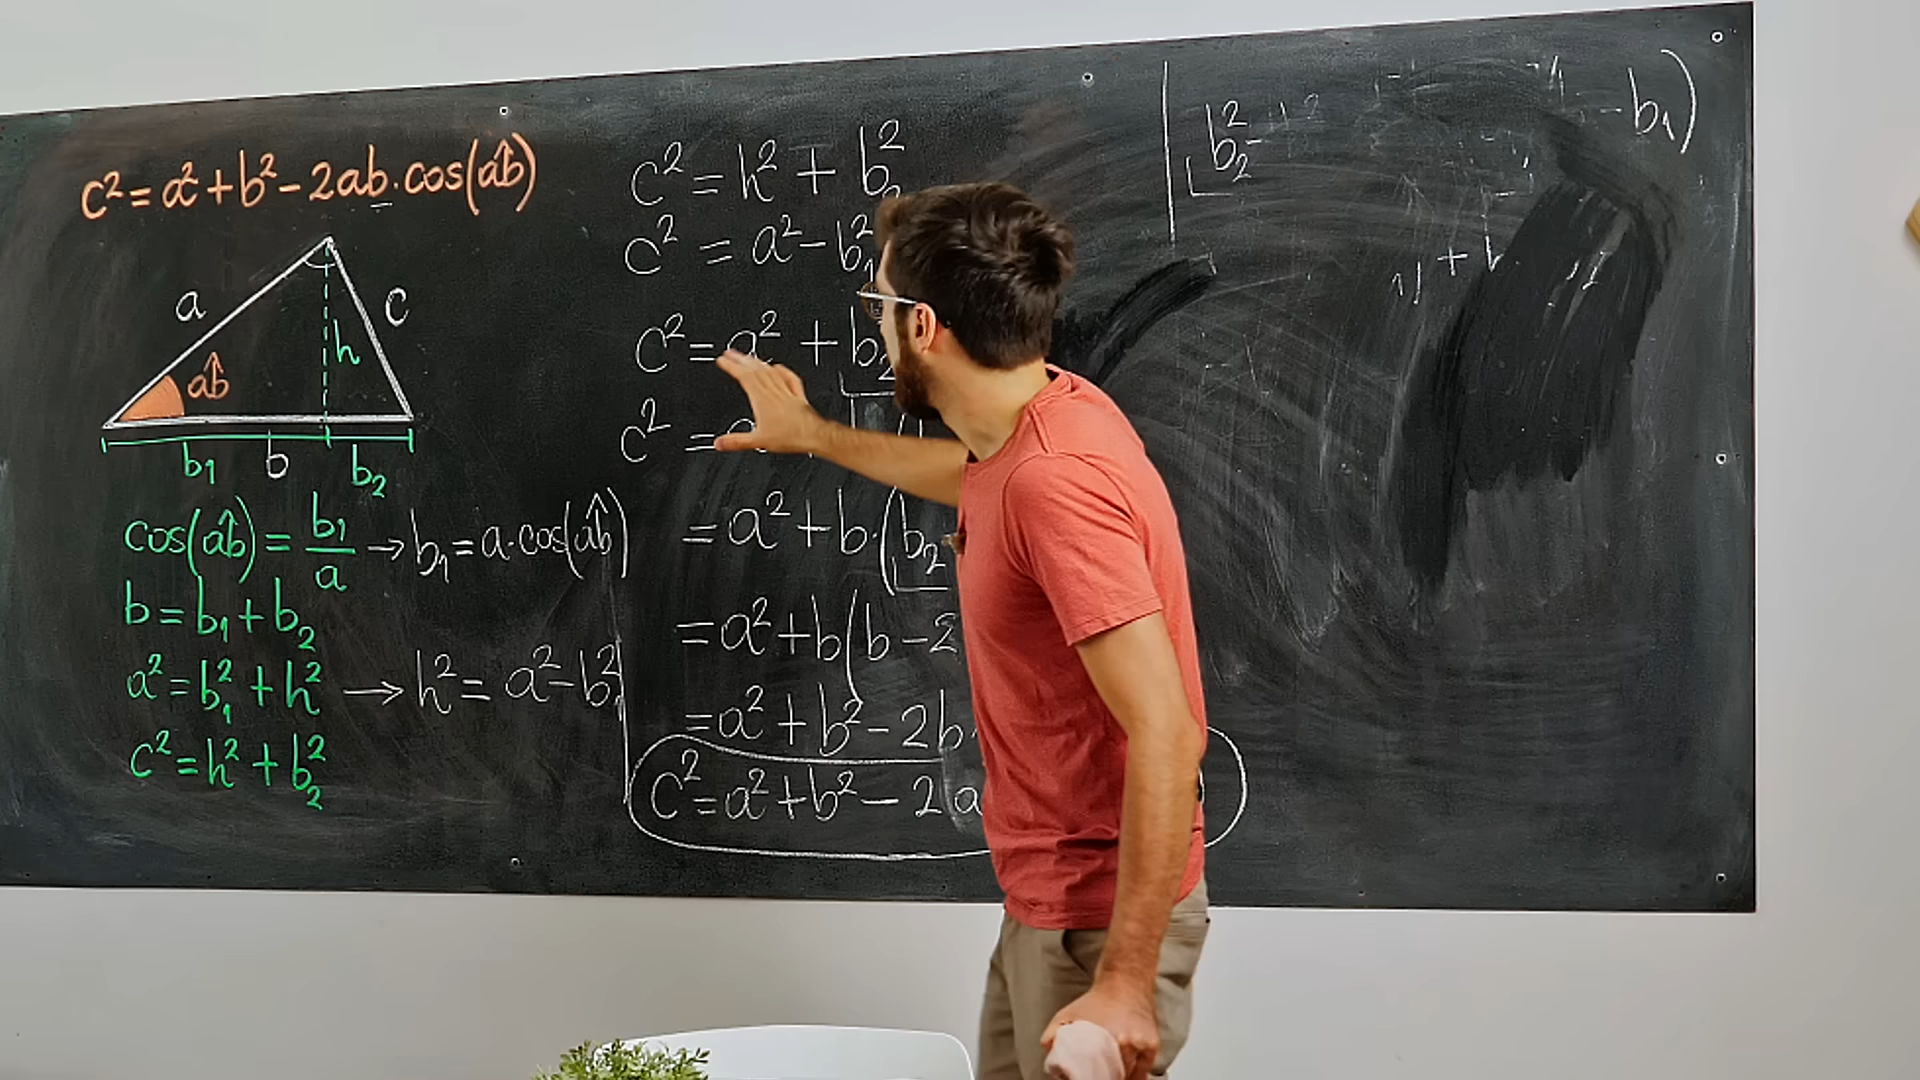 c² = a² + b² - 2ab · cos(ab̂)
a
c
h
ab̂
b₁ b b₂
cos(ab̂) = b₁/a → b₁ = a · cos(ab̂)
b = b₁ + b₂
a² = b₁² + h² → h² = a² - b₁²
c² = h² + b₂²
c² = h² + b₂²
c² = a² - b₁²
c² = a² + b₂
c² =
= a² + b · (b₂
= a² + b(b - 2
= a² + b² - 2b
c² = a² + b² - 2(a
b₂² - b₁)